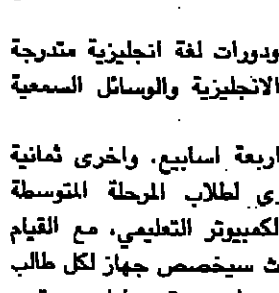 ودورات لغة انجليزية متدرجة
الانجليزية والوسائل السمعية
اربعة اسابيع، واخرى ثمانية
لطلاب المرحلة المتوسطة
لكمبيوتر التعليمي، مع القيام
سيخصص جهاز لكل طالب